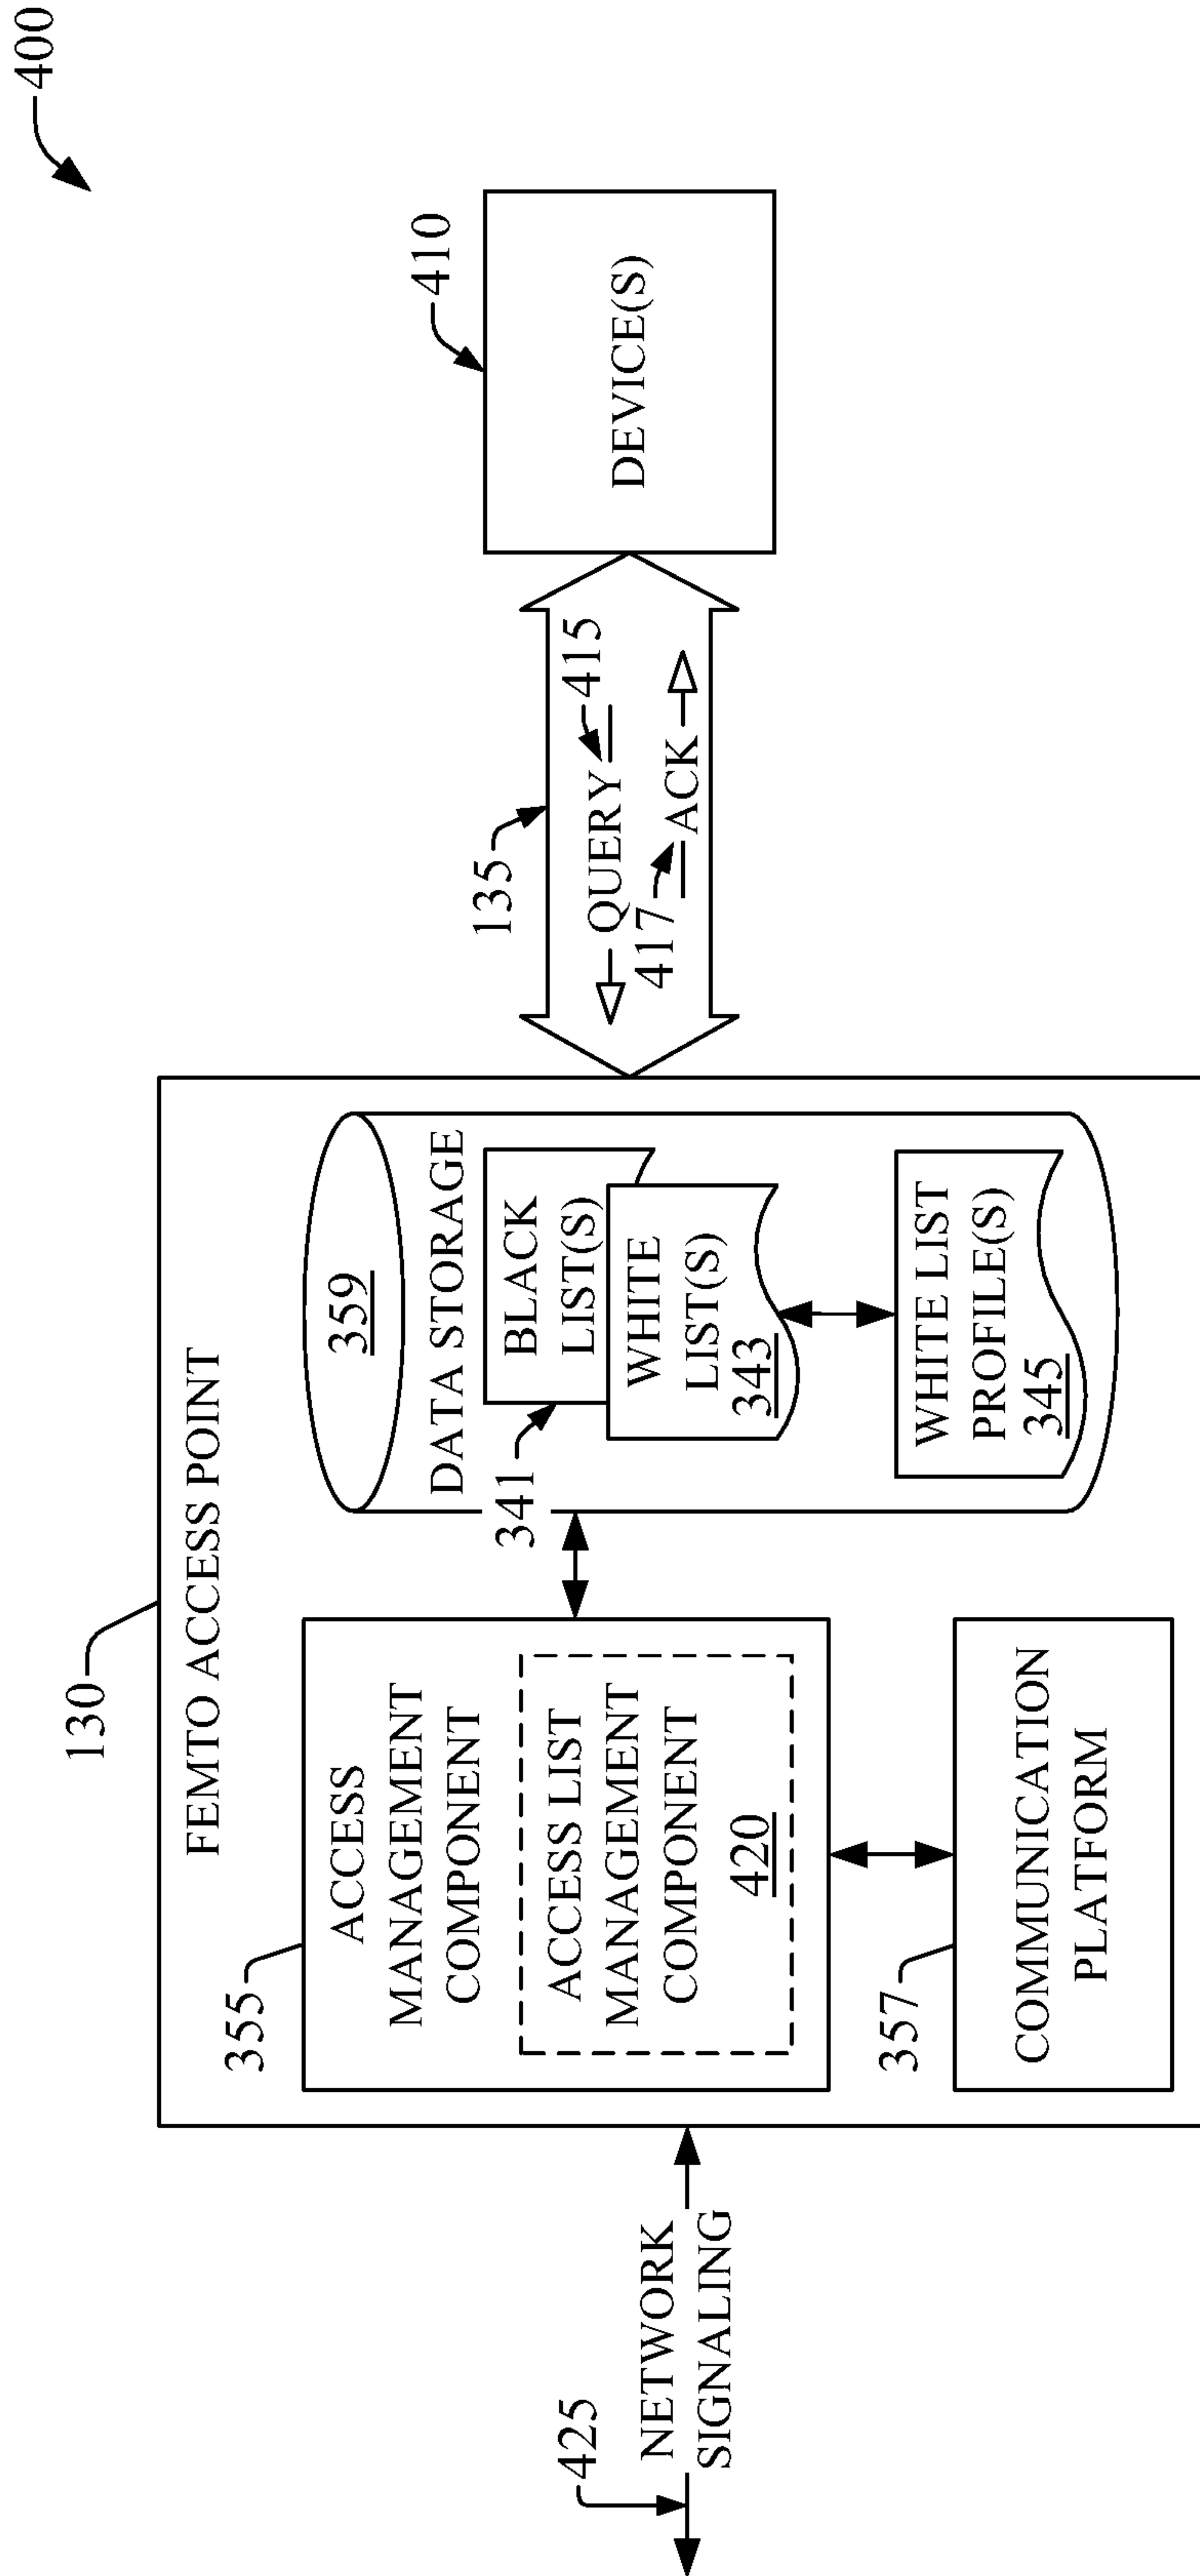 400
130
FEMTO ACCESS POINT
355
ACCESS
MANAGEMENT
COMPONENT
ACCESS LIST
MANAGEMENT
COMPONENT
420
357
COMMUNICATION
PLATFORM
359
DATA STORAGE
341
BLACK
LIST(S)
WHITE
LIST(S)
343
WHITE LIST
PROFILE(S)
345
425
NETWORK
SIGNALING
135
QUERY
415
417
ACK
410
DEVICE(S)